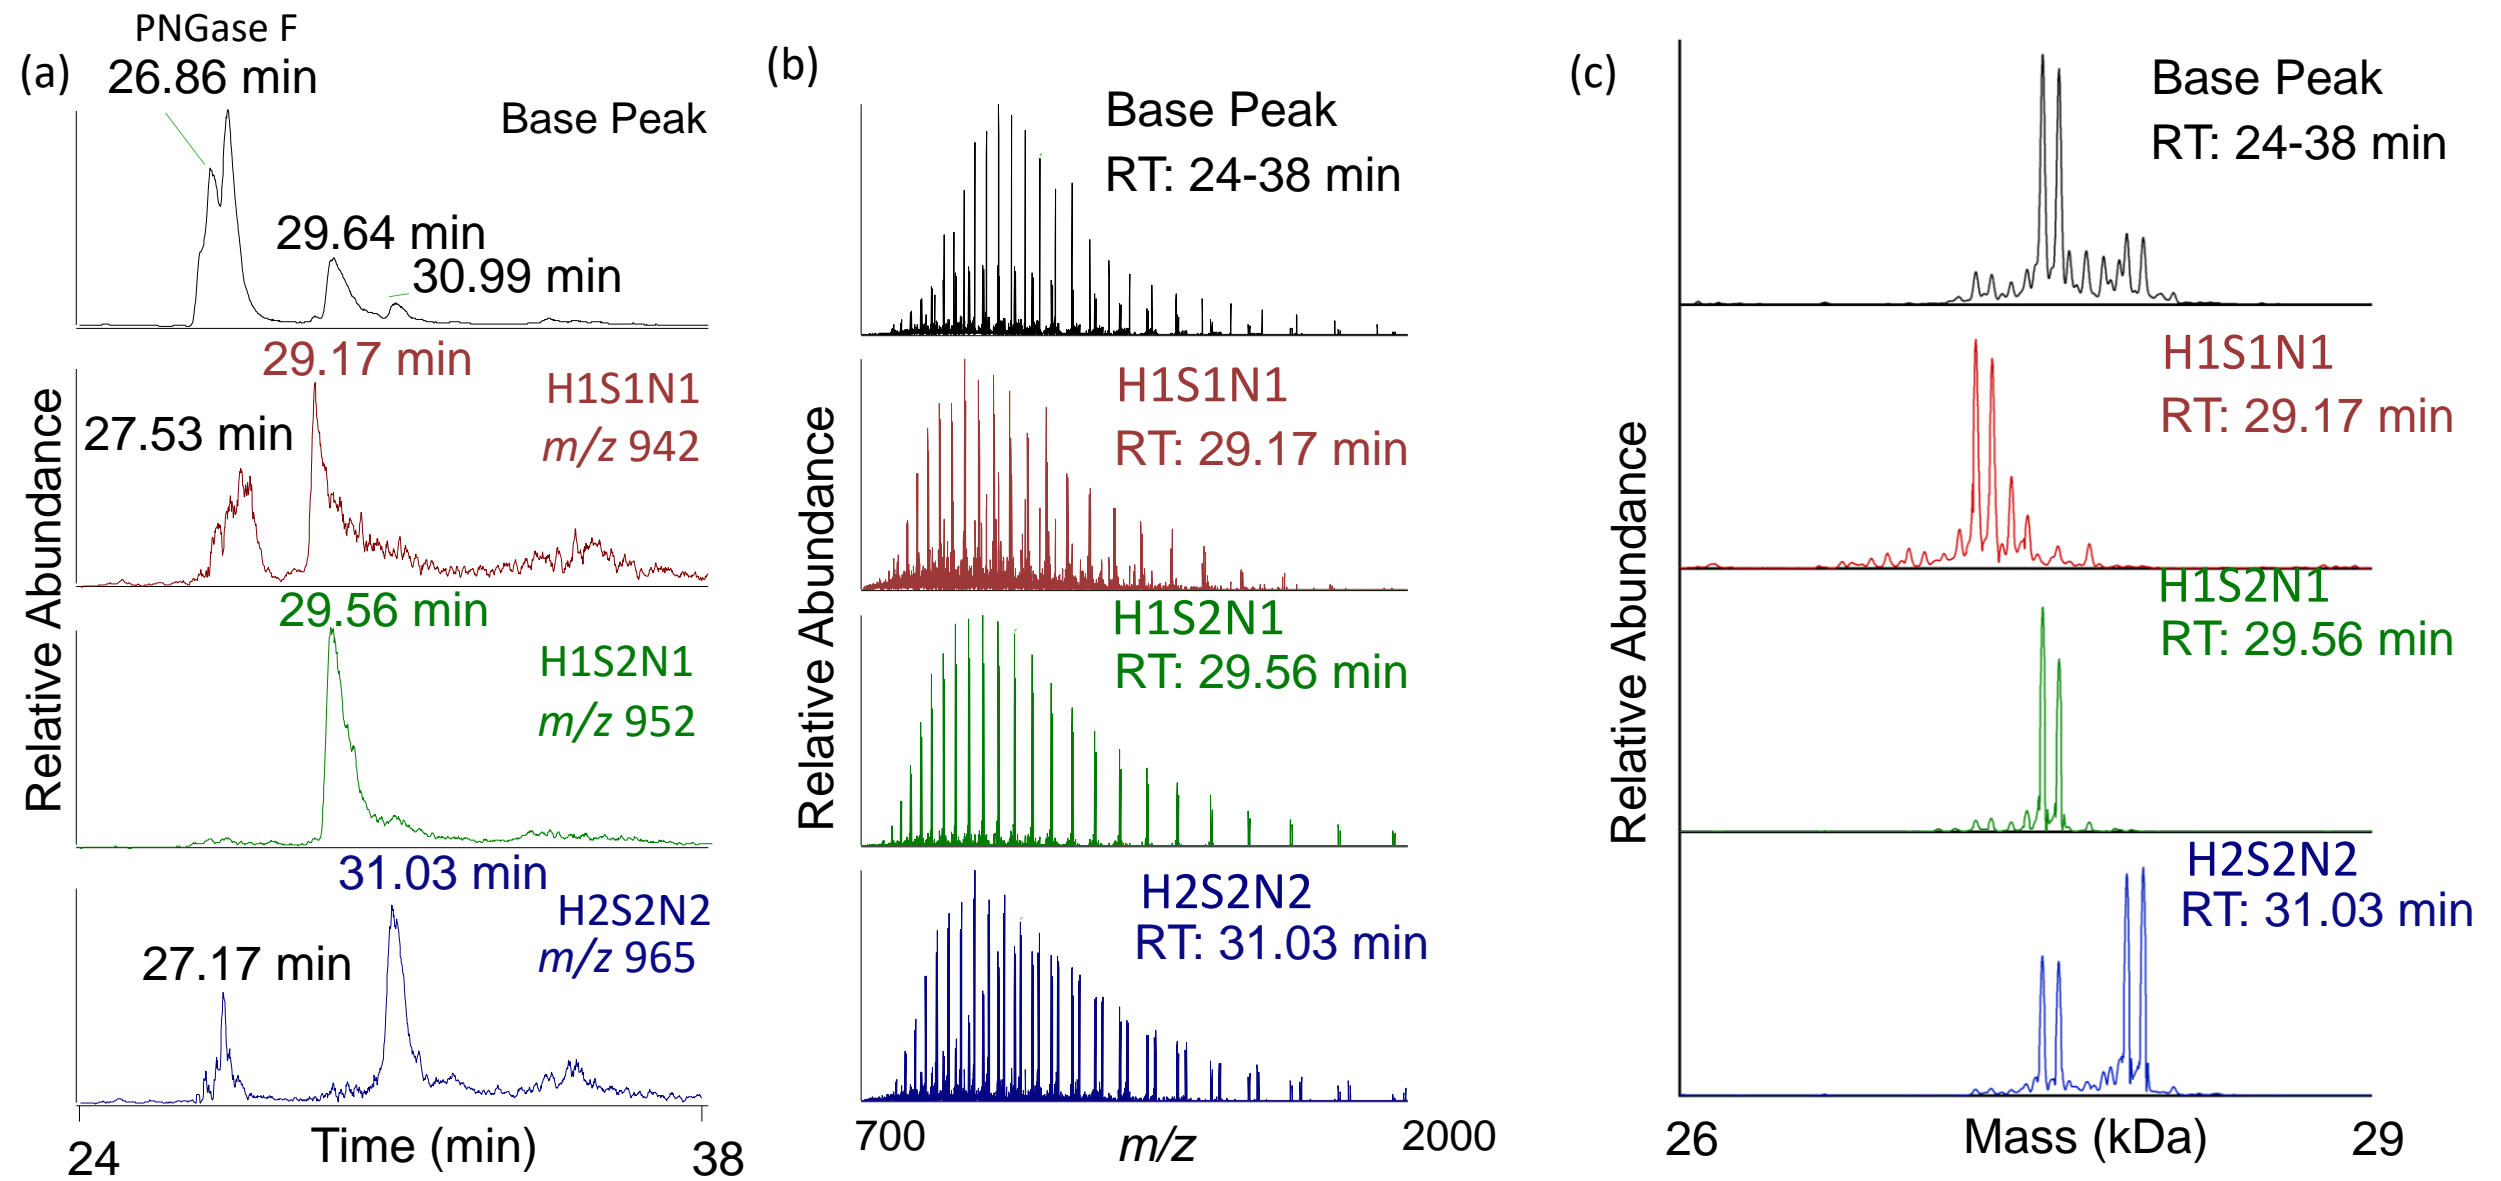 (a)
PNGase F
26.86 min
Base Peak
29.64 min
30.99 min
29.17 min
27.53 min
H1S1N1
m/z 942
29.56 min
H1S2N1
m/z 952
31.03 min
27.17 min
H2S2N2
m/z 965
Relative Abundance
24
Time (min)
38
(b)
Base Peak
RT: 24-38 min
H1S1N1
RT: 29.17 min
H1S2N1
RT: 29.56 min
H2S2N2
RT: 31.03 min
Relative Abundance
700
m/z
2000
(c)
Base Peak
RT: 24-38 min
H1S1N1
RT: 29.17 min
H1S2N1
RT: 29.56 min
H2S2N2
RT: 31.03 min
Relative Abundance
26
Mass (kDa)
29